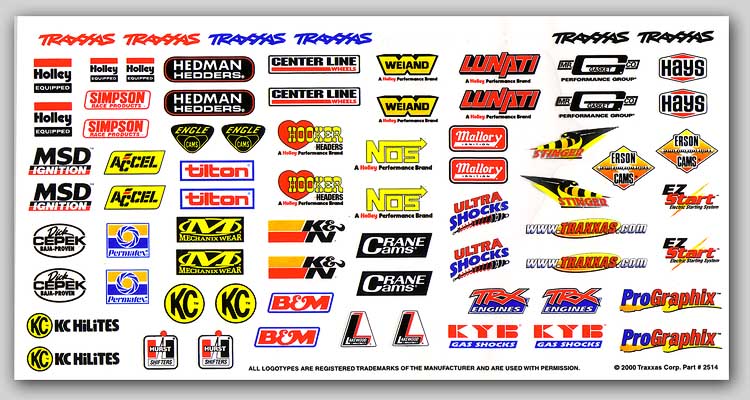 TRAXXAS TRAXXAS TRAXXAS TRAXXAS TRAXXAS TRAXXAS
Holley
EQUIPPED
Holley
EQUIPPED
Holley
EQUIPPED
HEDMAN
HEDDERS
CENTER LINE
WHEELS
WEIAND
A Holley Performance Brand
LUNATI
A Holley Performance Brand
MR GASKET CO
PERFORMANCE GROUP
HAYS
SIMPSON
RACE PRODUCTS
Holley
EQUIPPED
SIMPSON
RACE PRODUCTS
HEDMAN
HEDDERS
CENTER LINE
WHEELS
WEIAND
A Holley Performance Brand
LUNATI
A Holley Performance Brand
MR GASKET CO
PERFORMANCE GROUP
HAYS
MSD
IGNITION
ACCEL
ENGLE
CAMS
ENGLE
CAMS
HOOKER
HEADERS
A Holley Performance Brand
NOS
A Holley Performance Brand
Mallory
IGNITION
STINGER
ERSON
CAMS
ERSON
CAMS
MSD
IGNITION
ACCEL
tilton
tilton
HOOKER
HEADERS
A Holley Performance Brand
NOS
A Holley Performance Brand
Mallory
IGNITION
STINGER
EZ
Start
Electric Starting System
Dick
CEPEK
BAJA-PROVEN
Permatex
MECHANIX WEAR
K&N
CRANE
Cams
ULTRA
SHOCKS
www.TRAXXAS.com
EZ
Start
Electric Starting System
Dick
CEPEK
BAJA-PROVEN
Permatex
MECHANIX WEAR
K&N
CRANE
Cams
ULTRA
SHOCKS
www.TRAXXAS.com
KC
KC
B&M
TRX
ENGINES
TRX
ENGINES
ProGraphix
KC KC HiLiTES
KC KC HiLiTES
HURST
SHIFTERS
HURST
SHIFTERS
B&M
LAKEWOOD
LAKEWOOD
KYB
GAS SHOCKS
KYB
GAS SHOCKS
ProGraphix
ALL LOGOTYPES ARE REGISTERED TRADEMARKS OF THE MANUFACTURER AND ARE USED WITH PERMISSION.
© 2000 Traxxas Corp. Part # 2514